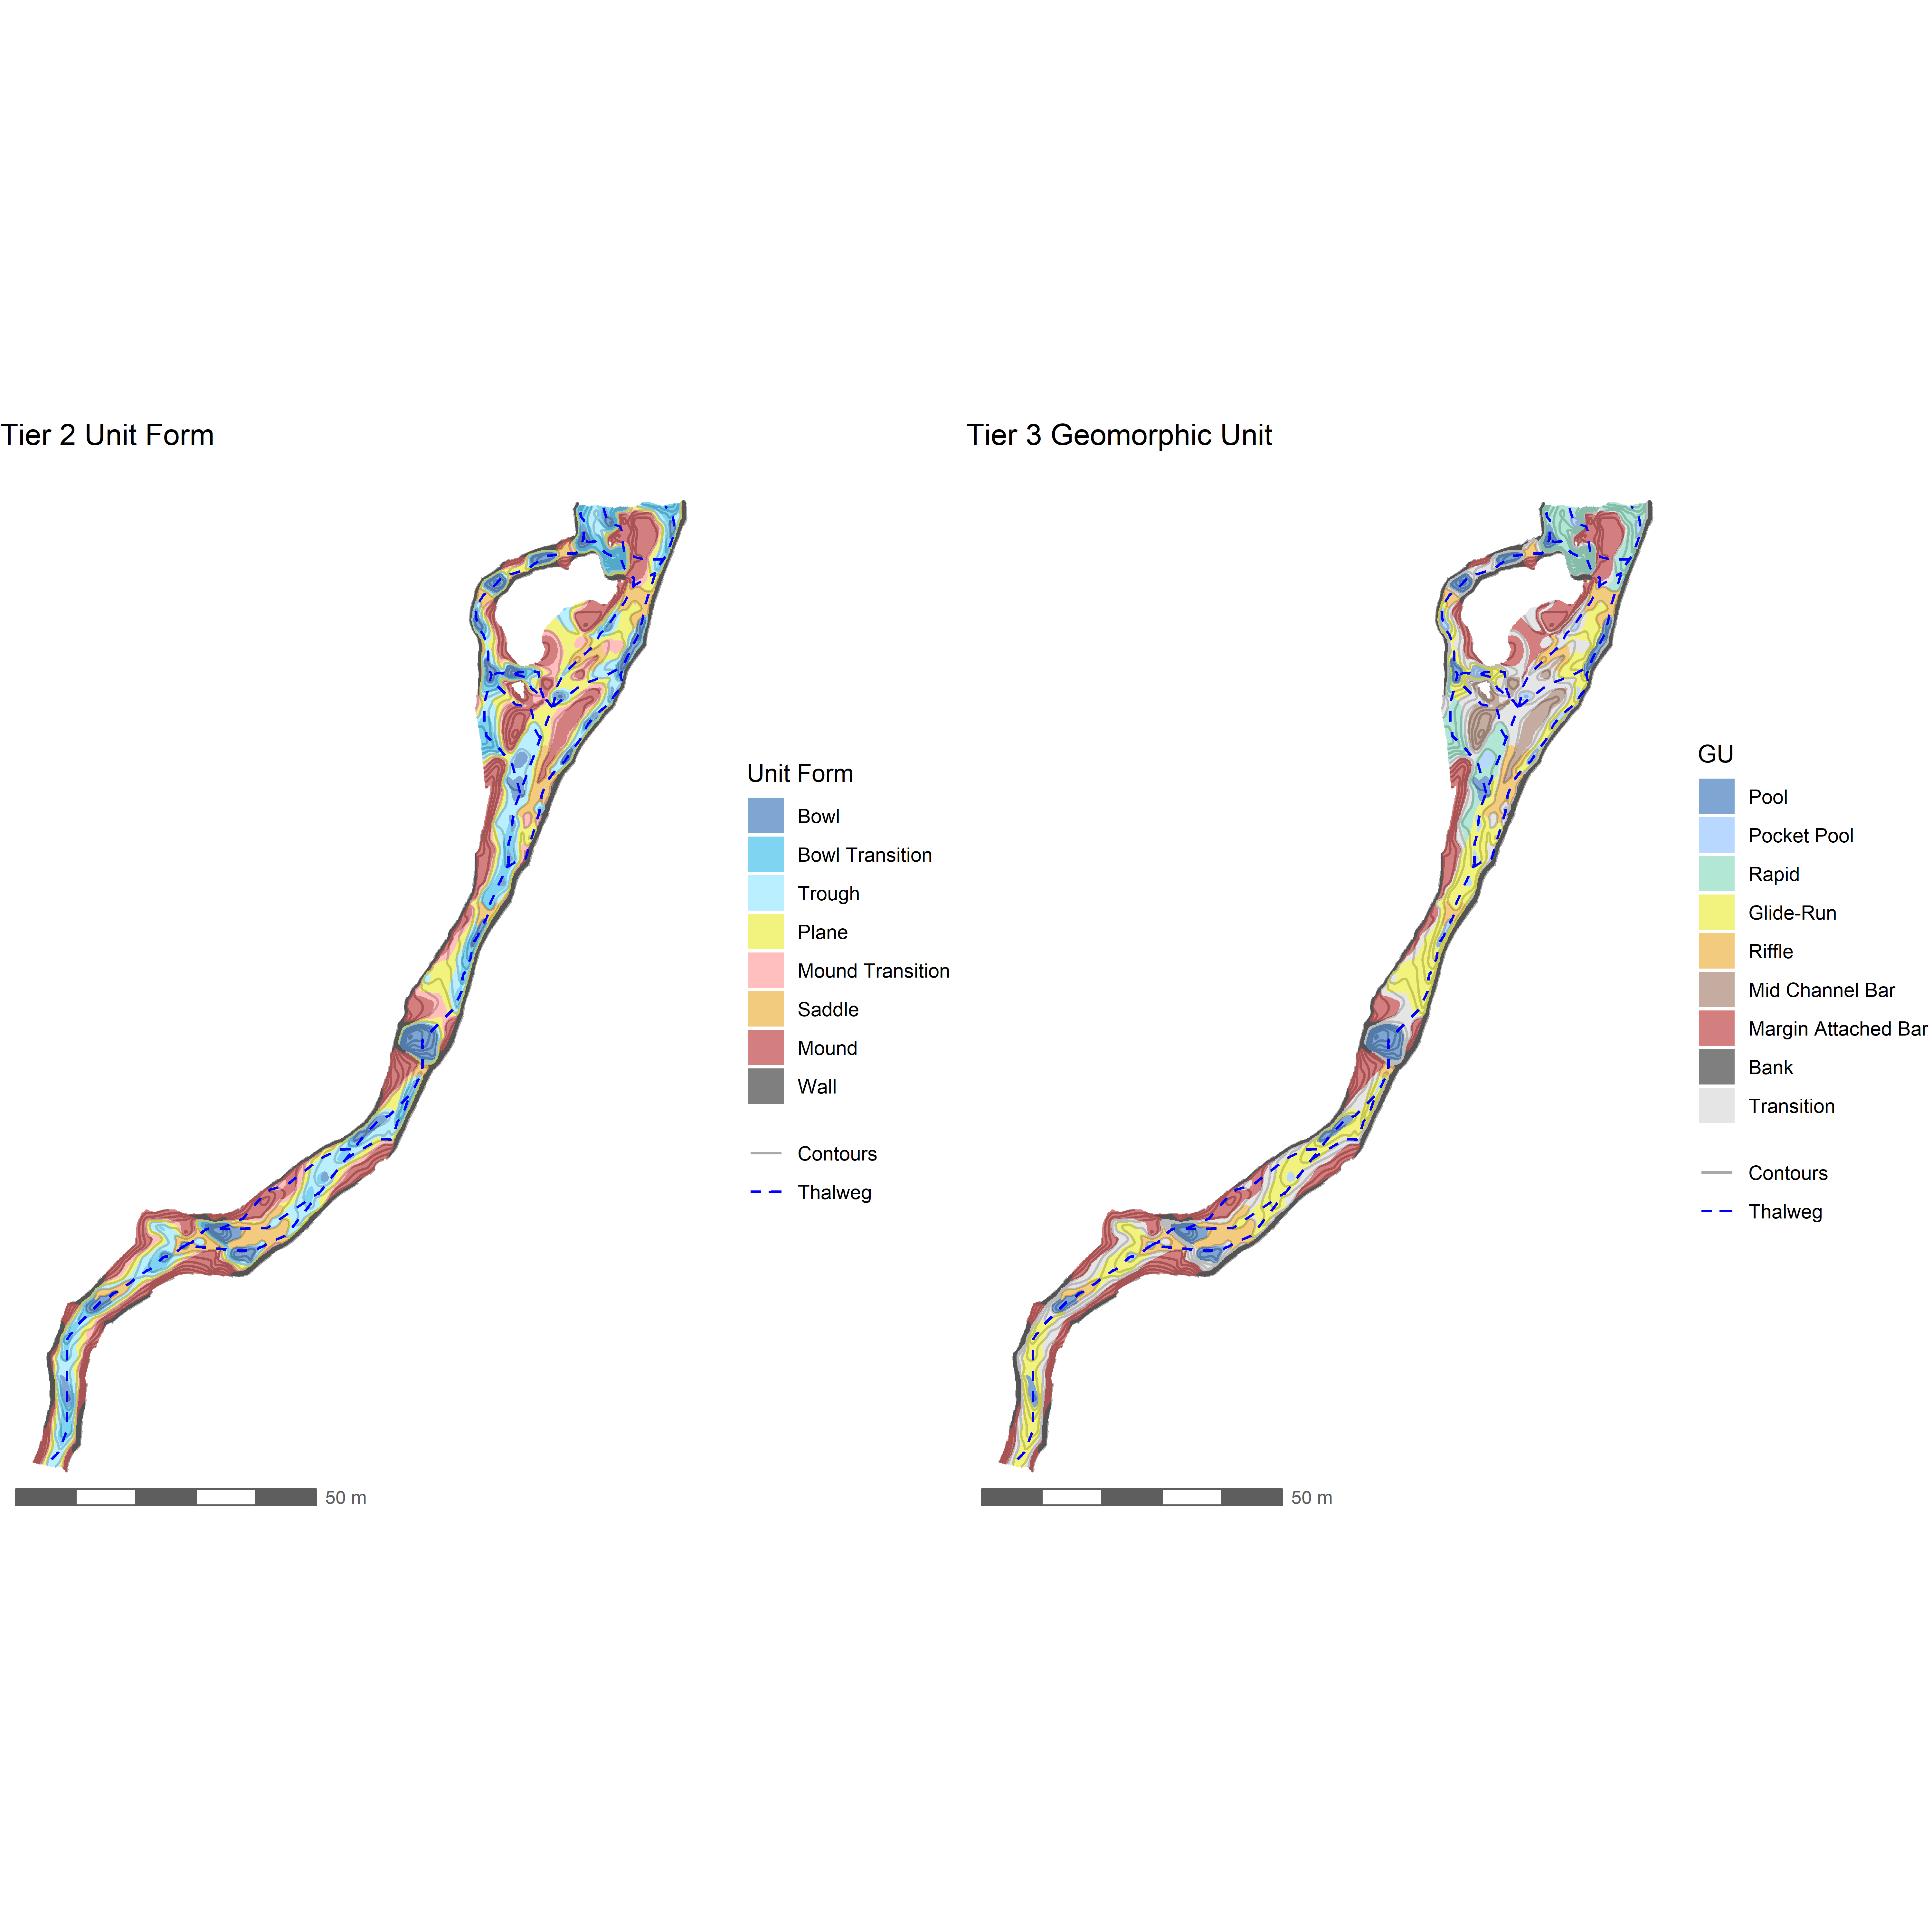 Tier 2 Unit Form
Unit Form
Bowl
Bowl Transition
Trough
Plane
Mound Transition
Saddle
Mound
Wall
Contours
Thalweg
50 m
Tier 3 Geomorphic Unit
GU
Pool
Pocket Pool
Rapid
Glide-Run
Riffle
Mid Channel Bar
Margin Attached Bar
Bank
Transition
Contours
Thalweg
50 m